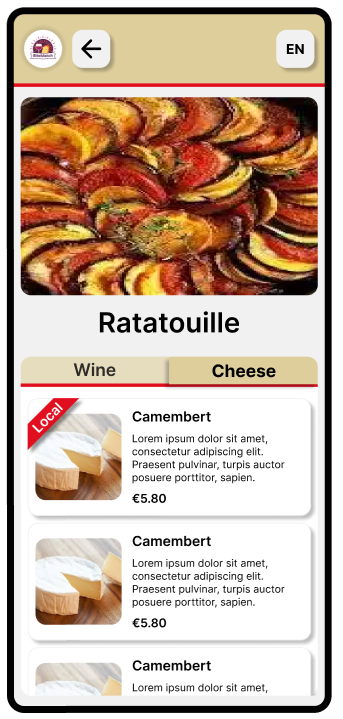 EN
Ratatouille
Wine
Cheese
Local
Camembert
Lorem ipsum dolor sit amet,
consectetur adipiscing elit.
Praesent pulvinar, turpis auctor
posuere porttitor, sapien.
€5.80
Camembert
Lorem ipsum dolor sit amet,
consectetur adipiscing elit.
Praesent pulvinar, turpis auctor
posuere porttitor, sapien.
€5.80
Camembert
Lorem ipsum dolor sit amet,